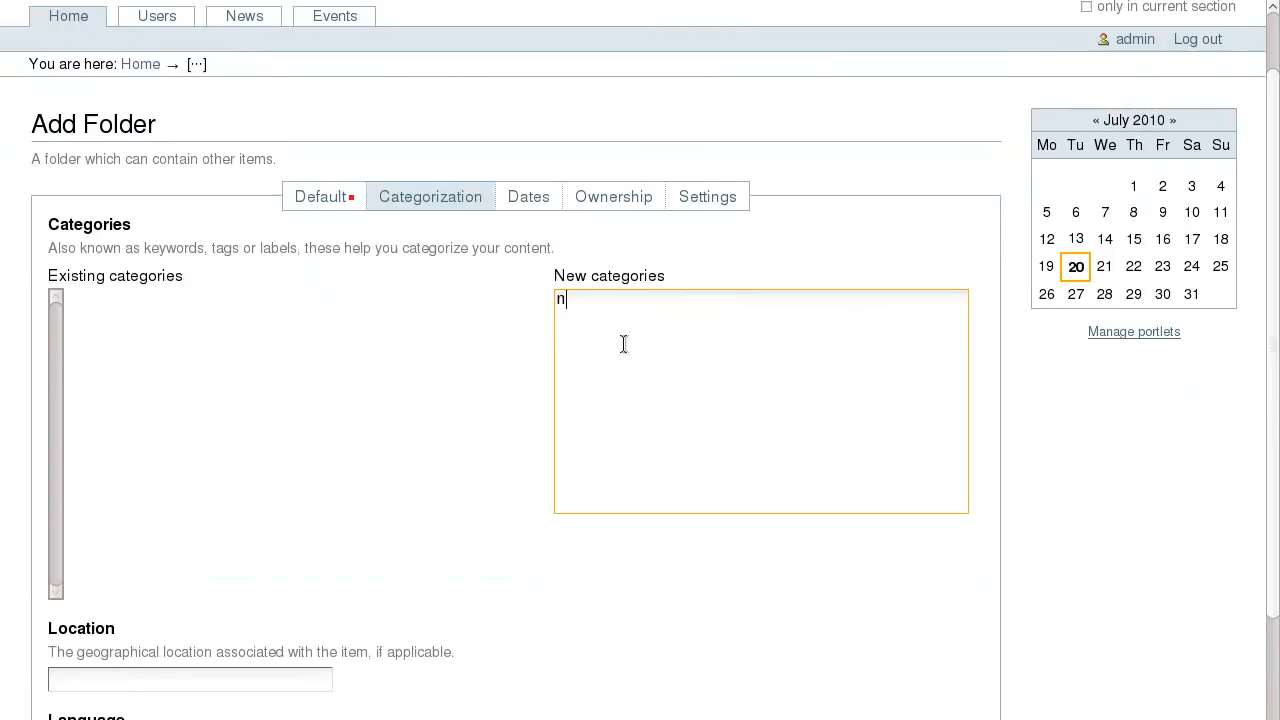 Home Users News Events
only in current section
admin Log out
You are here: Home → [···]
Add Folder
A folder which can contain other items.
Default Categorization Dates Ownership Settings
Categories
Also known as keywords, tags or labels, these help you categorize your content.
Existing categories
New categories
n
Location
The geographical location associated with the item, if applicable.
Language
« July 2010 »
Mo Tu We Th Fr Sa Su
1 2 3 4
5 6 7 8 9 10 11
12 13 14 15 16 17 18
19 20 21 22 23 24 25
26 27 28 29 30 31
Manage portlets